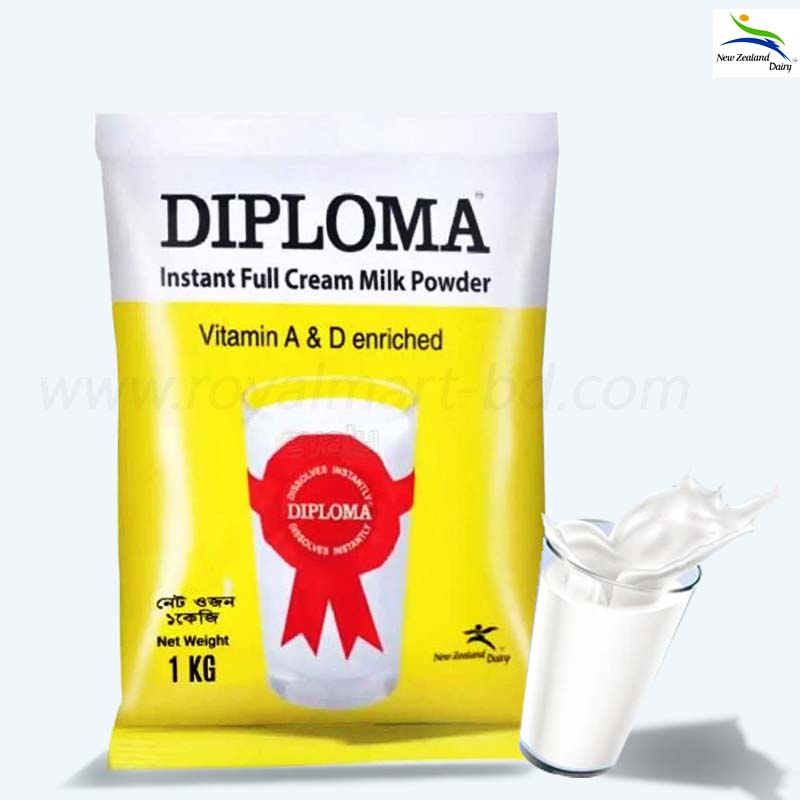 New Zealand
Dairy
DIPLOMA
Instant Full Cream Milk Powder
Vitamin A & D enriched
www.royalmart-bd.com
evaly
DISSOLVES INSTANTLY
DIPLOMA
DISSOLVES INSTANTLY
নেট ওজন
১কেজি
Net Weight
1 KG
New Zealand Dairy